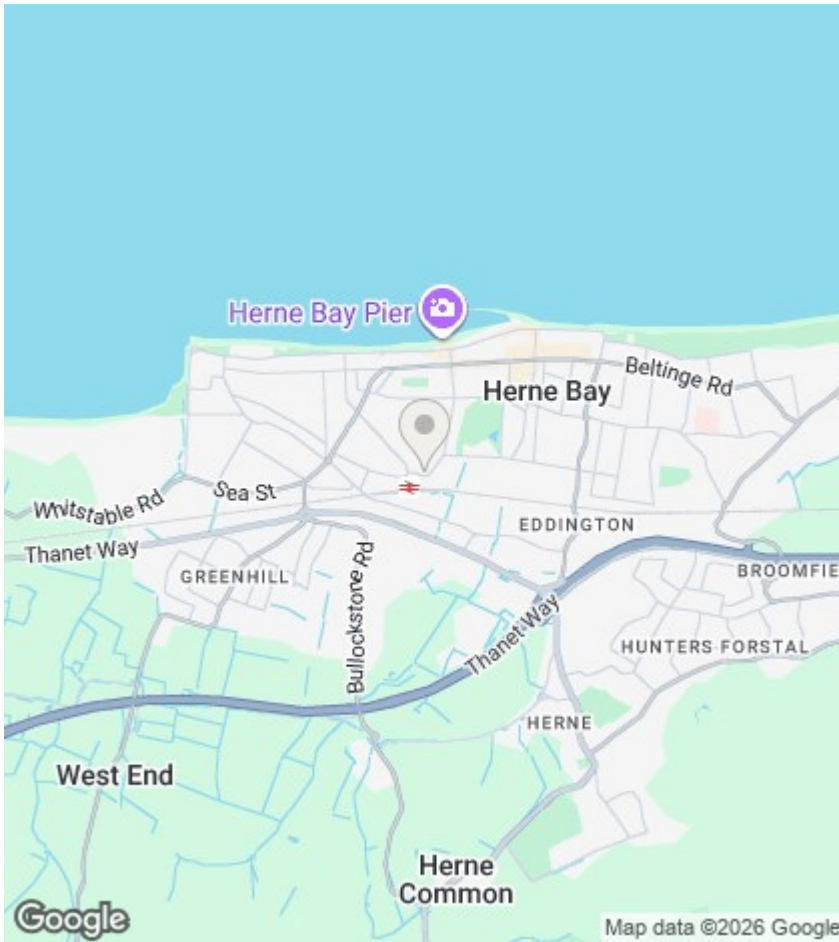 Herne Bay Pier
Beltinge Rd
Herne Bay
Whitstable Rd
Sea St
EDDINGTON
Thanet Way
GREENHILL
Bullockstone Rd
BROOMFIE
Thanet Way
HUNTERS FORSTAL
HERNE
West End
Herne
Common
Google
Map data ©2026 Google